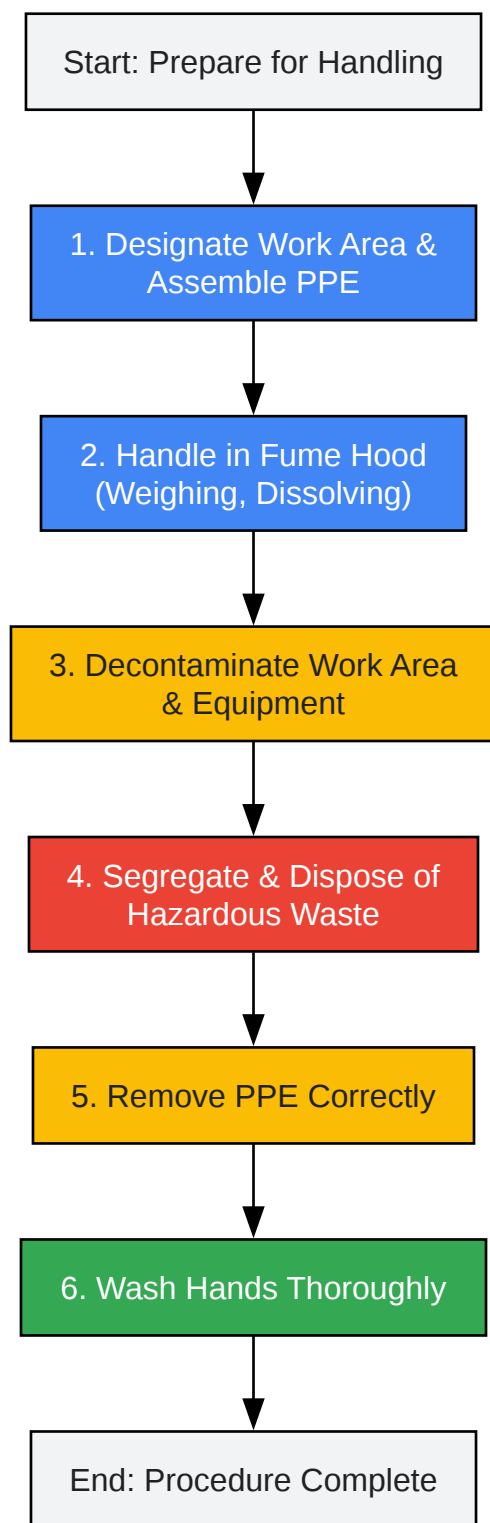 Start: Prepare for Handling
1. Designate Work Area &
Assemble PPE
2. Handle in Fume Hood
(Weighing, Dissolving)
3. Decontaminate Work Area
& Equipment
4. Segregate & Dispose of
Hazardous Waste
5. Remove PPE Correctly
6. Wash Hands Thoroughly
End: Procedure Complete